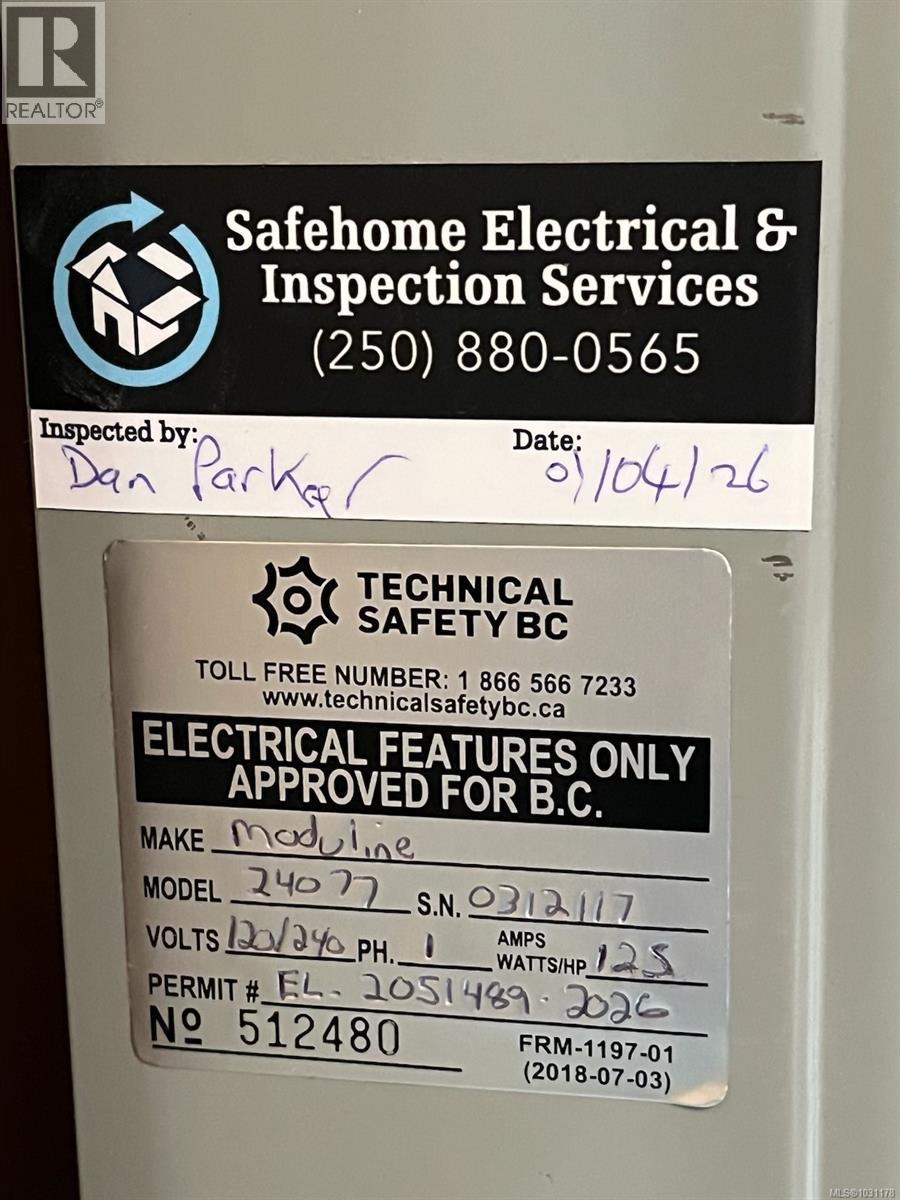 REALTOR®
Safehome Electrical &
Inspection Services
(250) 880-0565
Inspected by: Dan Parker Date: 01/04/26
TECHNICAL
SAFETY BC
TOLL FREE NUMBER: 1 866 566 7233
www.technicalsafetybc.ca
ELECTRICAL FEATURES ONLY
APPROVED FOR B.C.
MAKE Moduline
MODEL 24077 S.N. 0312117
VOLTS 120/240 PH. 1 AMPS WATTS/HP 125
PERMIT # EL-2051489-2026
Nº 512480
FRM-1197-01
(2018-07-03)
MLS®1031178